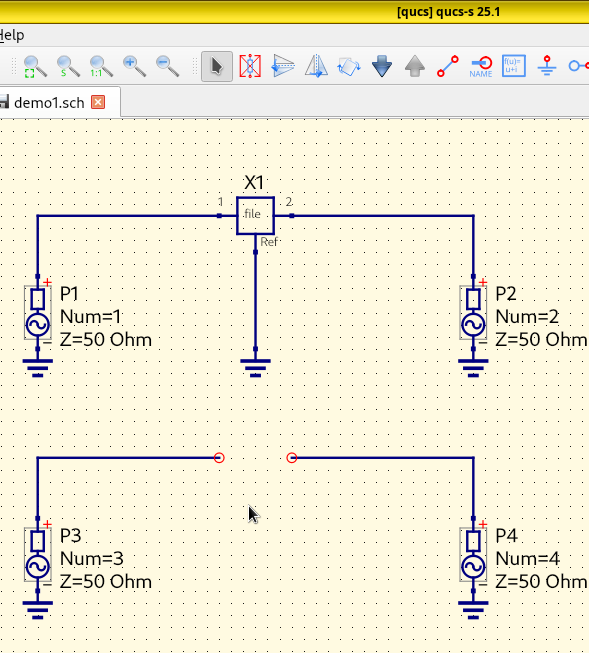 [qucs] qucs-s 25.1
Help
S 1:1 NAME f(u)= u+i
demo1.sch
X1
1 file 2
Ref
P1
Num=1
Z=50 Ohm
P2
Num=2
Z=50 Ohm
P3
Num=3
Z=50 Ohm
P4
Num=4
Z=50 Ohm